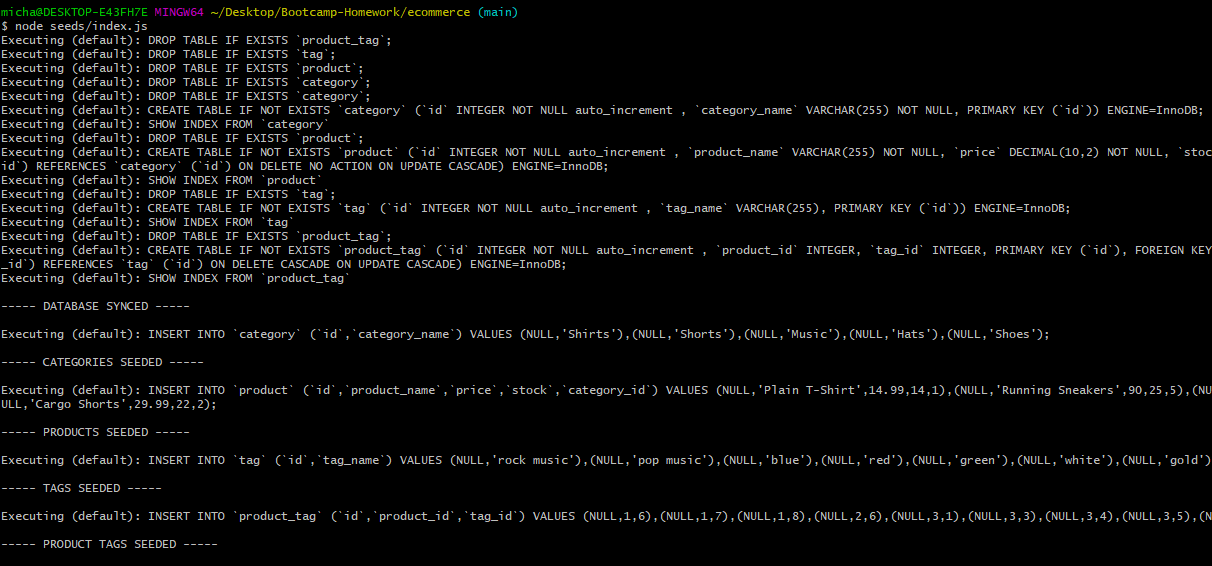 micha@DESKTOP-E43FH7E MINGW64 ~/Desktop/Bootcamp-Homework/ecommerce (main)
$ node seeds/index.js
Executing (default): DROP TABLE IF EXISTS `product_tag`;
Executing (default): DROP TABLE IF EXISTS `tag`;
Executing (default): DROP TABLE IF EXISTS `product`;
Executing (default): DROP TABLE IF EXISTS `category`;
Executing (default): DROP TABLE IF EXISTS `category`;
Executing (default): CREATE TABLE IF NOT EXISTS `category` (`id` INTEGER NOT NULL auto_increment , `category_name` VARCHAR(255) NOT NULL, PRIMARY KEY (`id`)) ENGINE=InnoDB;
Executing (default): SHOW INDEX FROM `category`
Executing (default): DROP TABLE IF EXISTS `product`;
Executing (default): CREATE TABLE IF NOT EXISTS `product` (`id` INTEGER NOT NULL auto_increment , `product_name` VARCHAR(255) NOT NULL, `price` DECIMAL(10,2) NOT NULL, `stoc
id`) REFERENCES `category` (`id`) ON DELETE NO ACTION ON UPDATE CASCADE) ENGINE=InnoDB;
Executing (default): SHOW INDEX FROM `product`
Executing (default): DROP TABLE IF EXISTS `tag`;
Executing (default): CREATE TABLE IF NOT EXISTS `tag` (`id` INTEGER NOT NULL auto_increment , `tag_name` VARCHAR(255), PRIMARY KEY (`id`)) ENGINE=InnoDB;
Executing (default): SHOW INDEX FROM `tag`
Executing (default): DROP TABLE IF EXISTS `product_tag`;
Executing (default): CREATE TABLE IF NOT EXISTS `product_tag` (`id` INTEGER NOT NULL auto_increment , `product_id` INTEGER, `tag_id` INTEGER, PRIMARY KEY (`id`), FOREIGN KEY
_id`) REFERENCES `tag` (`id`) ON DELETE CASCADE ON UPDATE CASCADE) ENGINE=InnoDB;
Executing (default): SHOW INDEX FROM `product_tag`
----- DATABASE SYNCED -----
Executing (default): INSERT INTO `category` (`id`,`category_name`) VALUES (NULL,'Shirts'),(NULL,'Shorts'),(NULL,'Music'),(NULL,'Hats'),(NULL,'Shoes');
----- CATEGORIES SEEDED -----
Executing (default): INSERT INTO `product` (`id`,`product_name`,`price`,`stock`,`category_id`) VALUES (NULL,'Plain T-Shirt',14.99,14,1),(NULL,'Running Sneakers',90,25,5),(NU
ULL,'Cargo Shorts',29.99,22,2);
----- PRODUCTS SEEDED -----
Executing (default): INSERT INTO `tag` (`id`,`tag_name`) VALUES (NULL,'rock music'),(NULL,'pop music'),(NULL,'blue'),(NULL,'red'),(NULL,'green'),(NULL,'white'),(NULL,'gold')
----- TAGS SEEDED -----
Executing (default): INSERT INTO `product_tag` (`id`,`product_id`,`tag_id`) VALUES (NULL,1,6),(NULL,1,7),(NULL,1,8),(NULL,2,6),(NULL,3,1),(NULL,3,3),(NULL,3,4),(NULL,3,5),(N
----- PRODUCT TAGS SEEDED -----